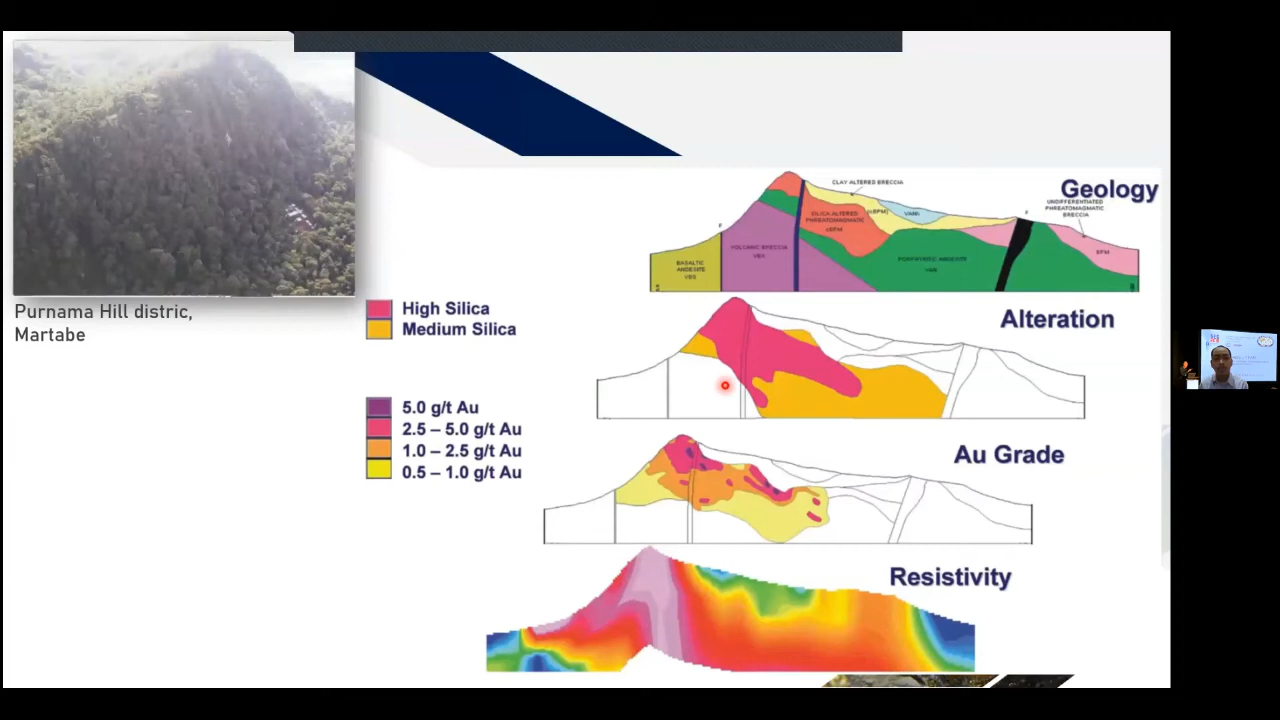 Purnama Hill distric,
Martabe
Geology
CLAY ALTERED BRECCIA
UNDIFFERENTIATED
PHREATOMAGMATIC
BRECCIA
SILICA ALTERED
PHREATOMAGMATIC
VANH
VOLCANIC BRECCIA
BASALTIC
ANDESITE
PORPHYRITIC ANDESITE
BPM
F
F
High Silica
Medium Silica
Alteration
5.0 g/t Au
2.5 – 5.0 g/t Au
1.0 – 2.5 g/t Au
0.5 – 1.0 g/t Au
Au Grade
Resistivity